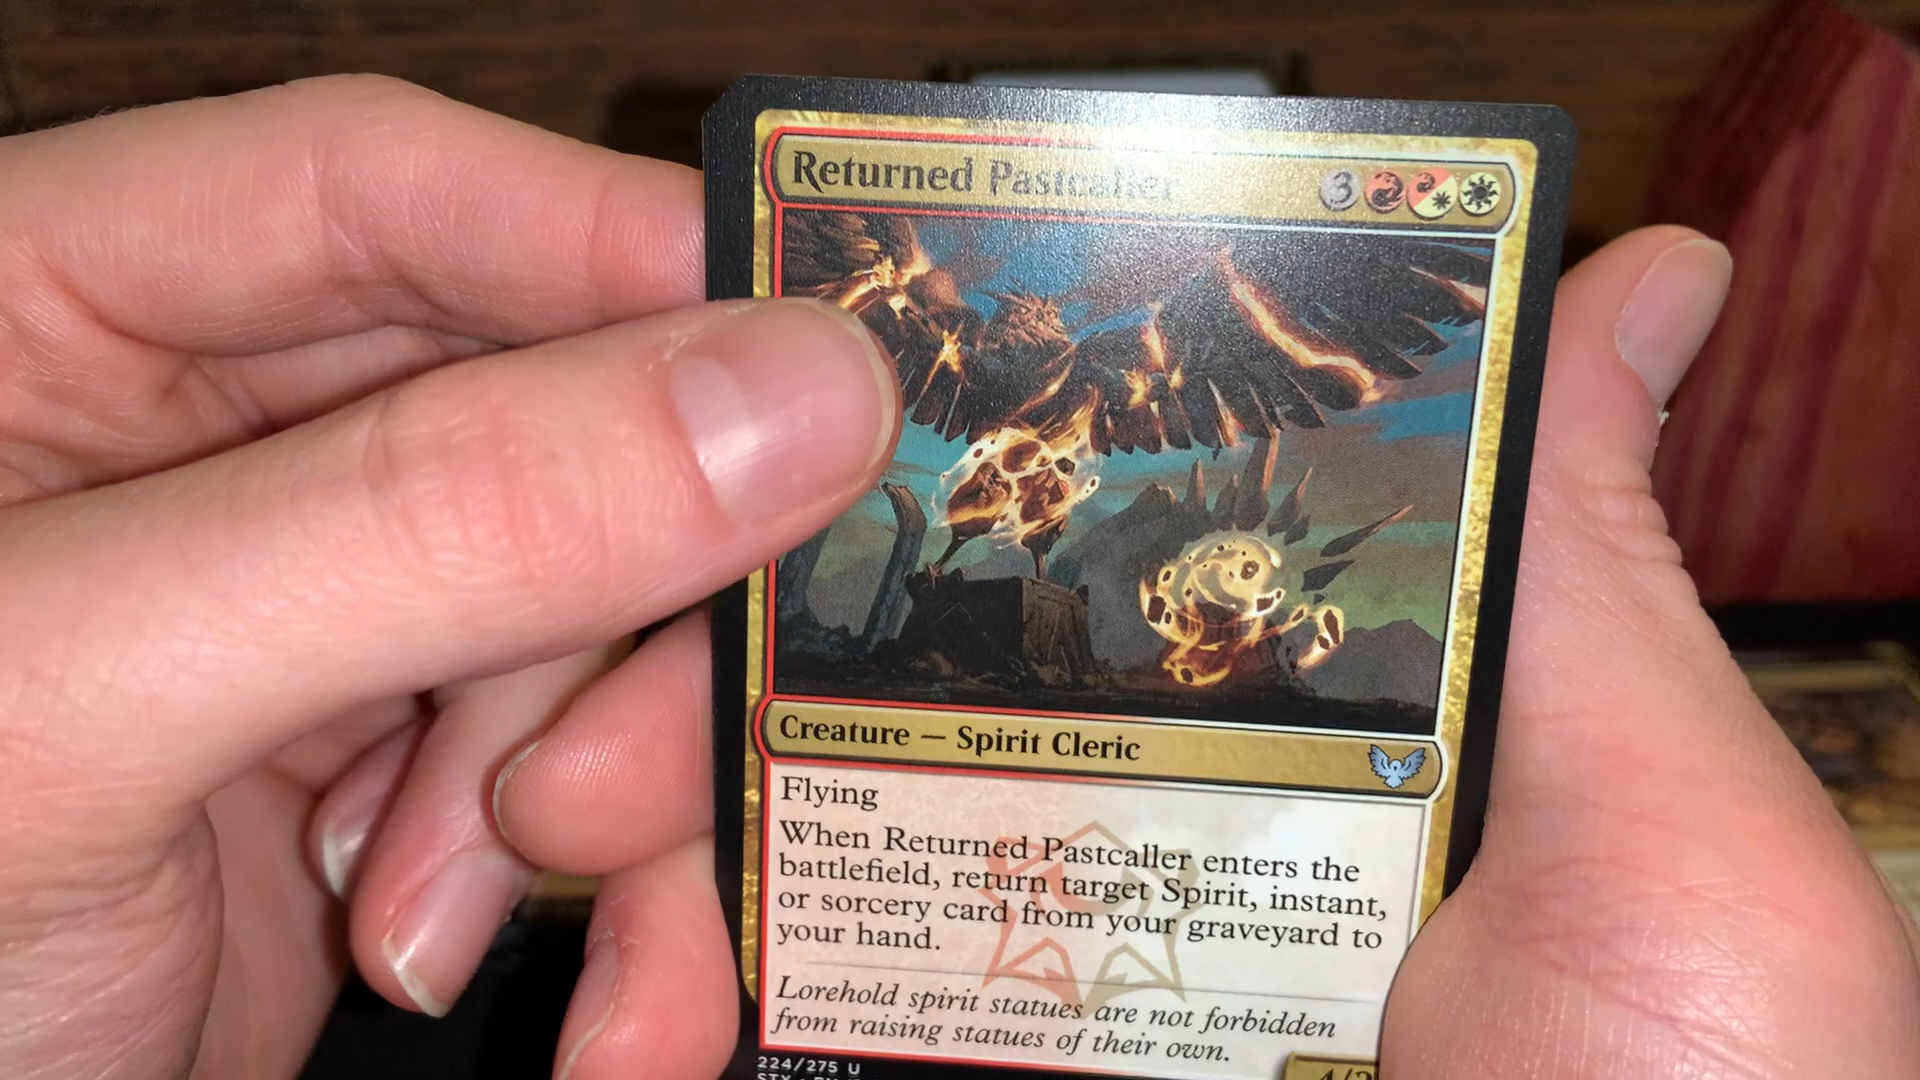 Returned Pastcaller 3
Creature — Spirit Cleric
Flying
When Returned Pastcaller enters the
battlefield, return target Spirit, instant,
or sorcery card from your graveyard to
your hand.
Lorehold spirit statues are not forbidden
from raising statues of their own.
224/275 U